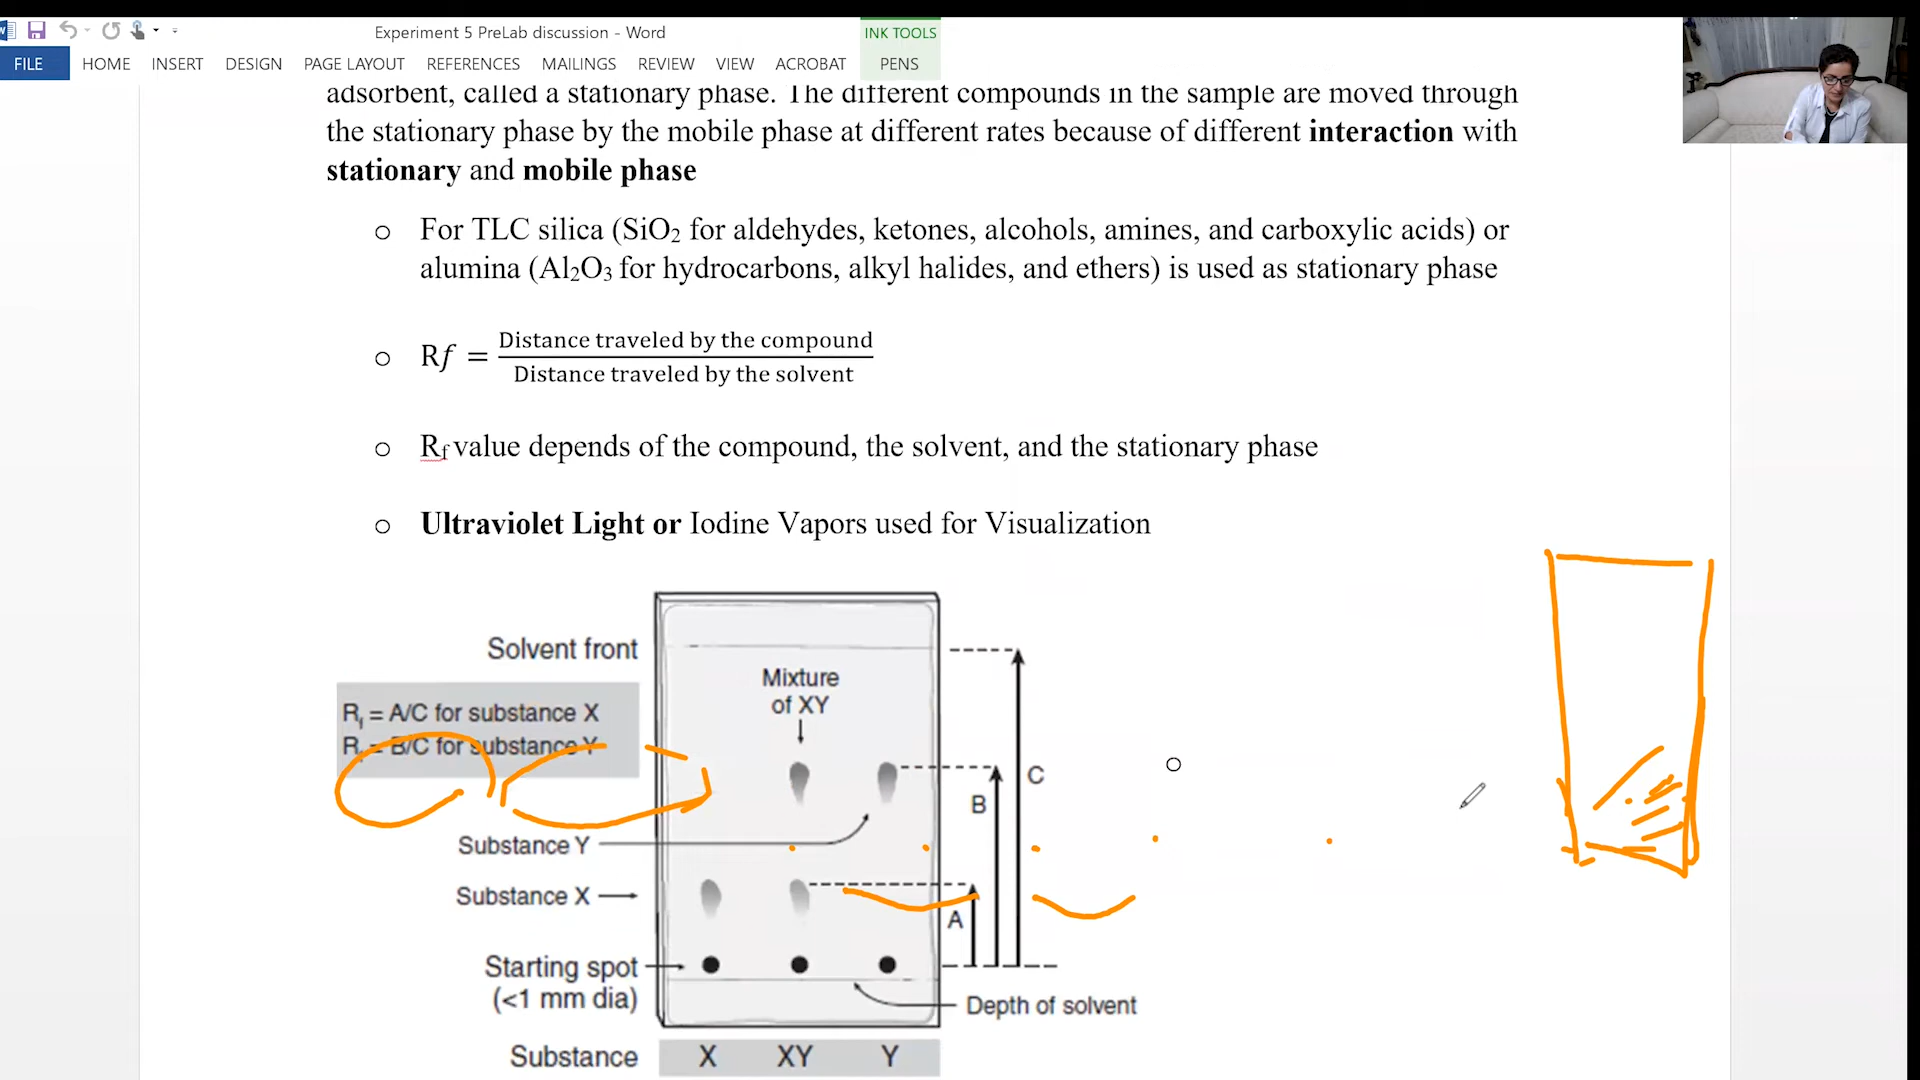 Experiment 5 PreLab discussion - Word
INK TOOLS
FILE HOME INSERT DESIGN PAGE LAYOUT REFERENCES MAILINGS REVIEW VIEW ACROBAT PENS
adsorbent, called a stationary phase. The different compounds in the sample are moved through
the stationary phase by the mobile phase at different rates because of different interaction with
stationary and mobile phase
o For TLC silica (SiO₂ for aldehydes, ketones, alcohols, amines, and carboxylic acids) or
alumina (Al₂O₃ for hydrocarbons, alkyl halides, and ethers) is used as stationary phase
o Rf = Distance traveled by the compound
Distance traveled by the solvent
o Rf value depends of the compound, the solvent, and the stationary phase
o Ultraviolet Light or Iodine Vapors used for Visualization
Solvent front
Mixture
of XY
Rf = A/C for substance X
Rf = B/C for substance Y
C
B
Substance Y
Substance X
A
Starting spot
(<1 mm dia)
Depth of solvent
Substance X XY Y